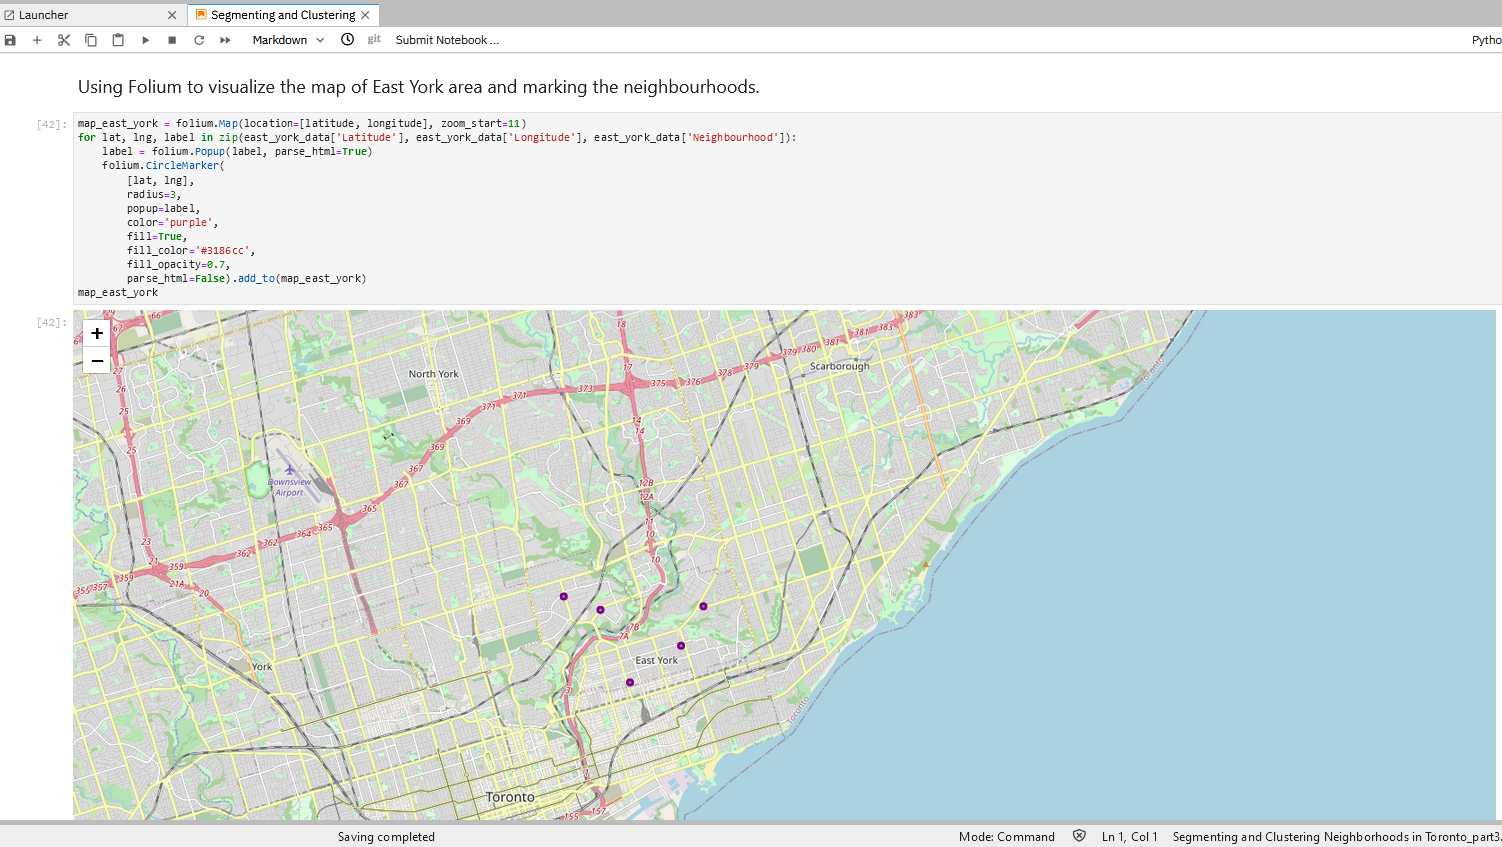 Launcher
Segmenting and Clustering
Markdown
git
Submit Notebook ...
Pytho
Using Folium to visualize the map of East York area and marking the neighbourhoods.
[42]:
map_east_york = folium.Map(location=[latitude, longitude], zoom_start=11)
for lat, lng, label in zip(east_york_data['Latitude'], east_york_data['Longitude'], east_york_data['Neighbourhood']):
label = folium.Popup(label, parse_html=True)
folium.CircleMarker(
[lat, lng],
radius=3,
popup=label,
color='purple',
fill=True,
fill_color='#3186cc',
fill_opacity=0.7,
parse_html=False).add_to(map_east_york)
map_east_york
[42]:
+
−
66
67
27
26
25
25
23
21
359
359
21A
20
355 357
362
362
364
365
365
367
367
369
369
371
371
373
18
17
375
376
378
379
379
380
381
381
383
383
14
14
12B
12A
11
10
10
7B
7A
3
1
155
157
North York
Scarborough
Downsview
Airport
York
East York
Toronto
Toronto
Toronto
Saving completed
Mode: Command
Ln 1, Col 1
Segmenting and Clustering Neighborhoods in Toronto_part3.